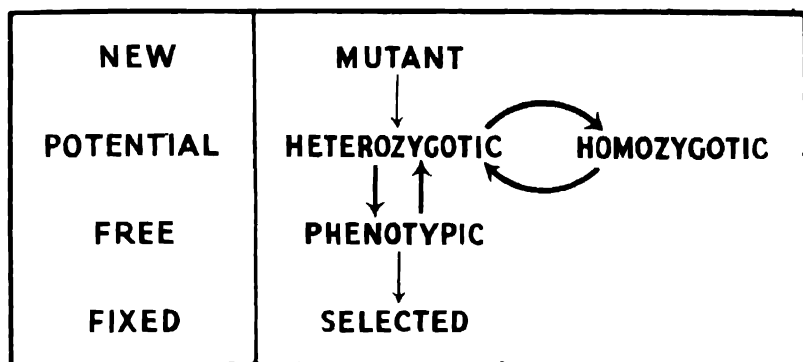 NEW MUTANT
POTENTIAL HETEROZYGOTIC HOMOZYGOTIC
FREE PHENOTYPIC
FIXED SELECTED